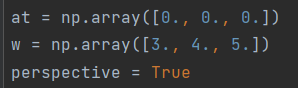 at = np.array([0., 0., 0.])
w = np.array([3., 4., 5.])
perspective = True